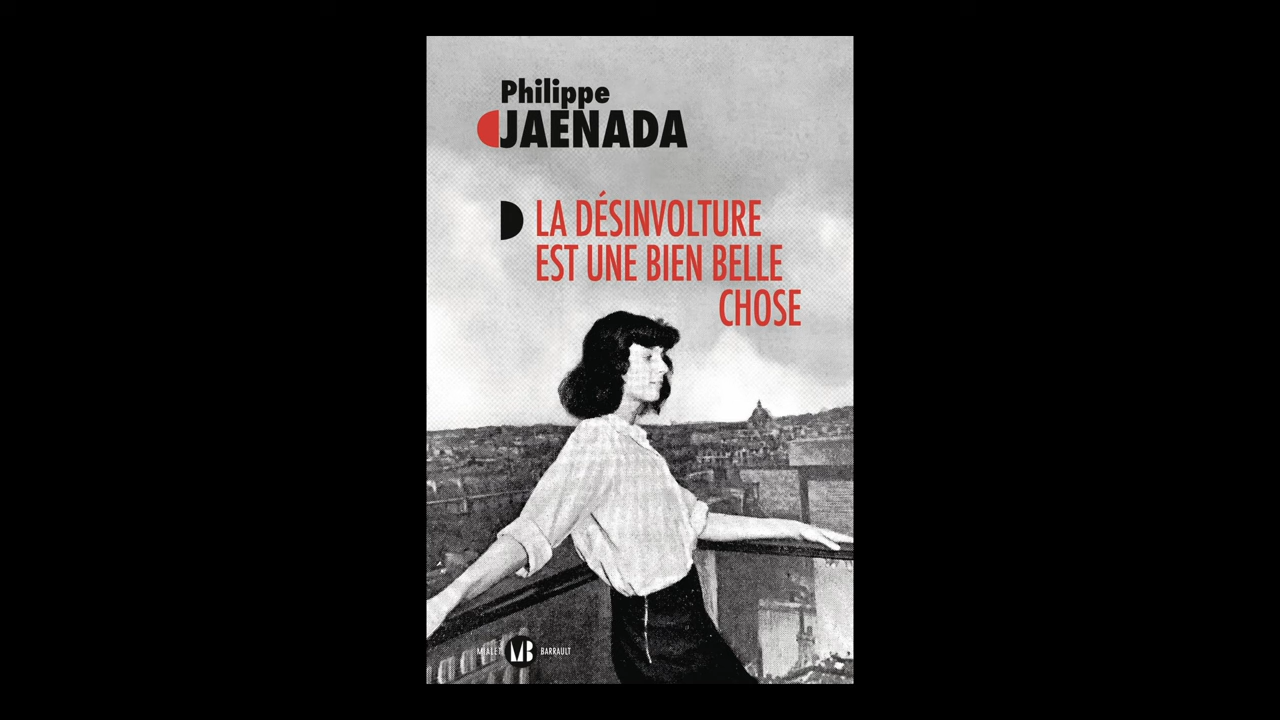 Philippe
JAENADA
LA DÉSINVOLTURE
EST UNE BIEN BELLE
CHOSE
MIALET MB BARRAULT